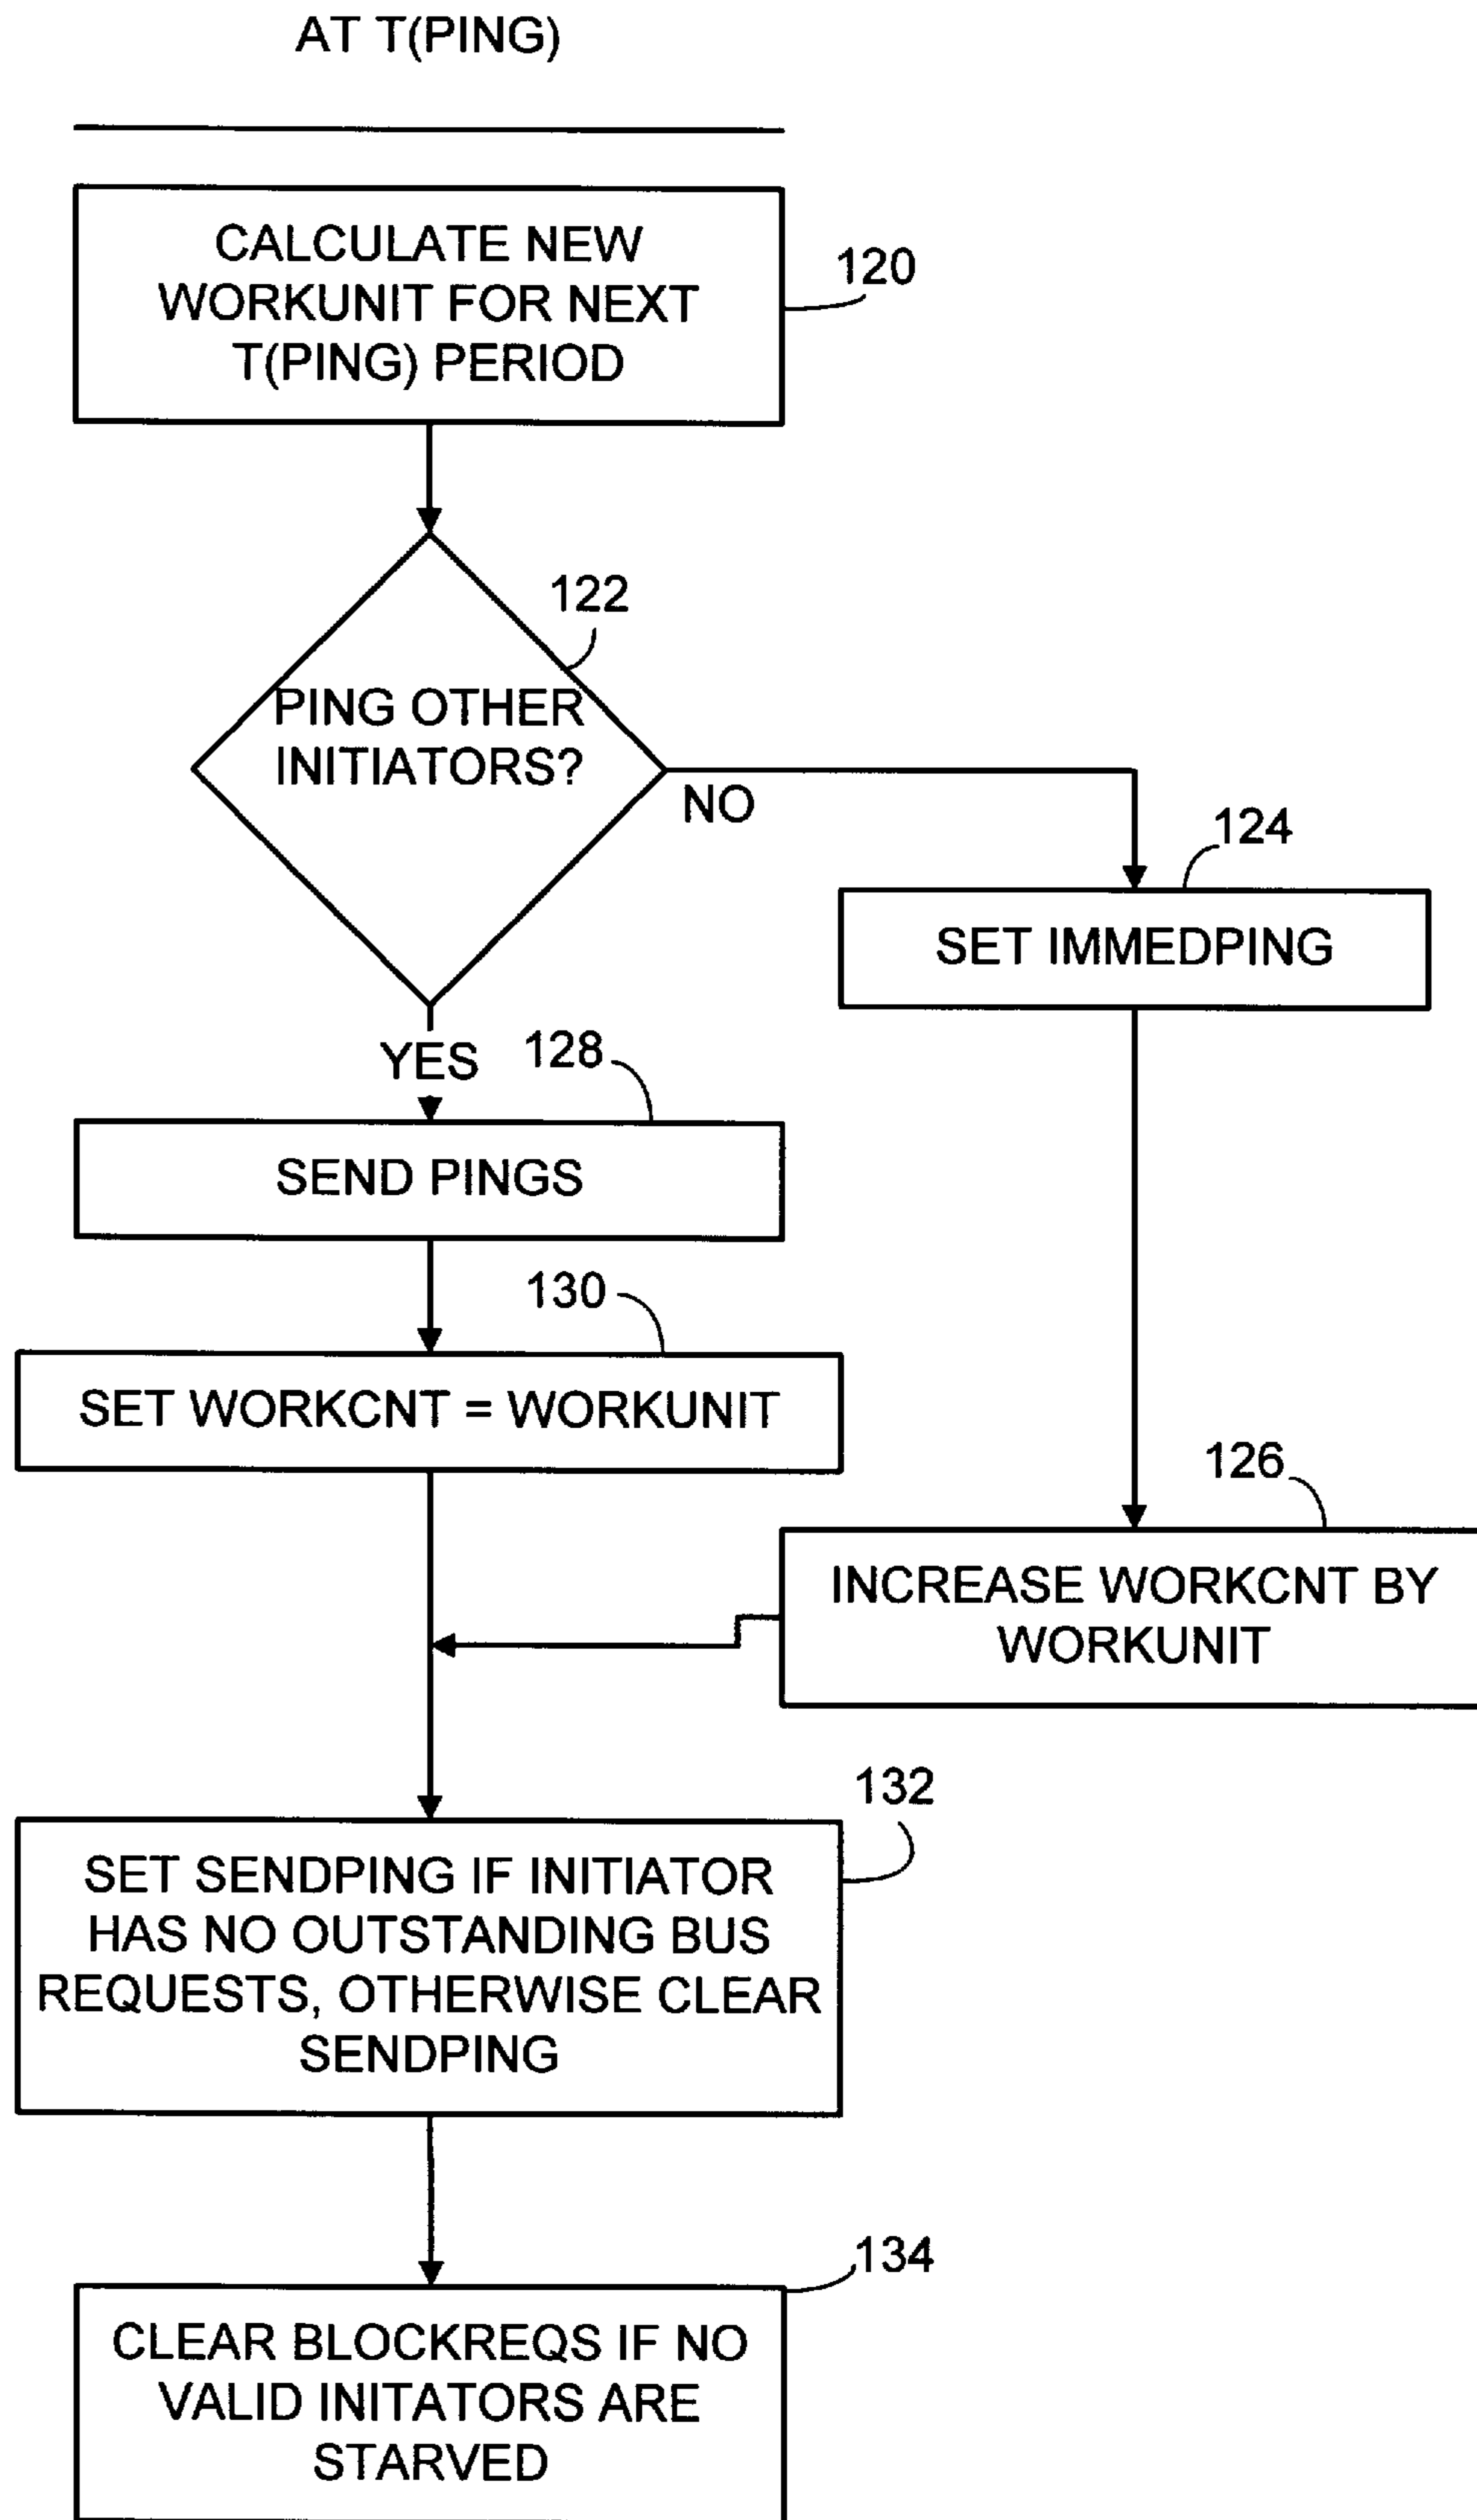 AT T(PING)
CALCULATE NEW
WORKUNIT FOR NEXT
T(PING) PERIOD
120
122
PING OTHER
INITIATORS?
NO
124
SET IMMEDPING
YES
128
SEND PINGS
130
SET WORKCNT = WORKUNIT
126
INCREASE WORKCNT BY
WORKUNIT
132
SET SENDPING IF INITIATOR
HAS NO OUTSTANDING BUS
REQUESTS, OTHERWISE CLEAR
SENDPING
134
CLEAR BLOCKREQS IF NO
VALID INITATORS ARE
STARVED